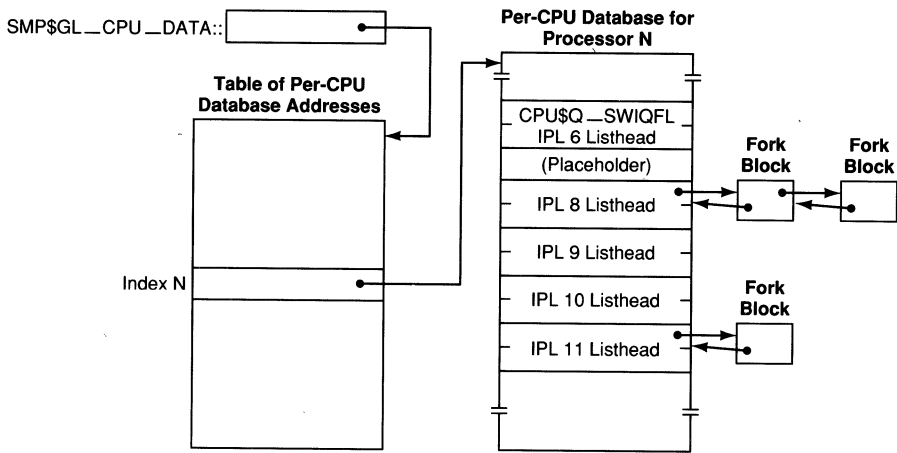 SMP$GL_CPU_DATA::
Per-CPU Database for
Processor N
Table of Per-CPU
Database Addresses
Index N
CPU$Q_SWIQFL
IPL 6 Listhead
(Placeholder)
IPL 8 Listhead
IPL 9 Listhead
IPL 10 Listhead
IPL 11 Listhead
Fork
Block
Fork
Block
Fork
Block